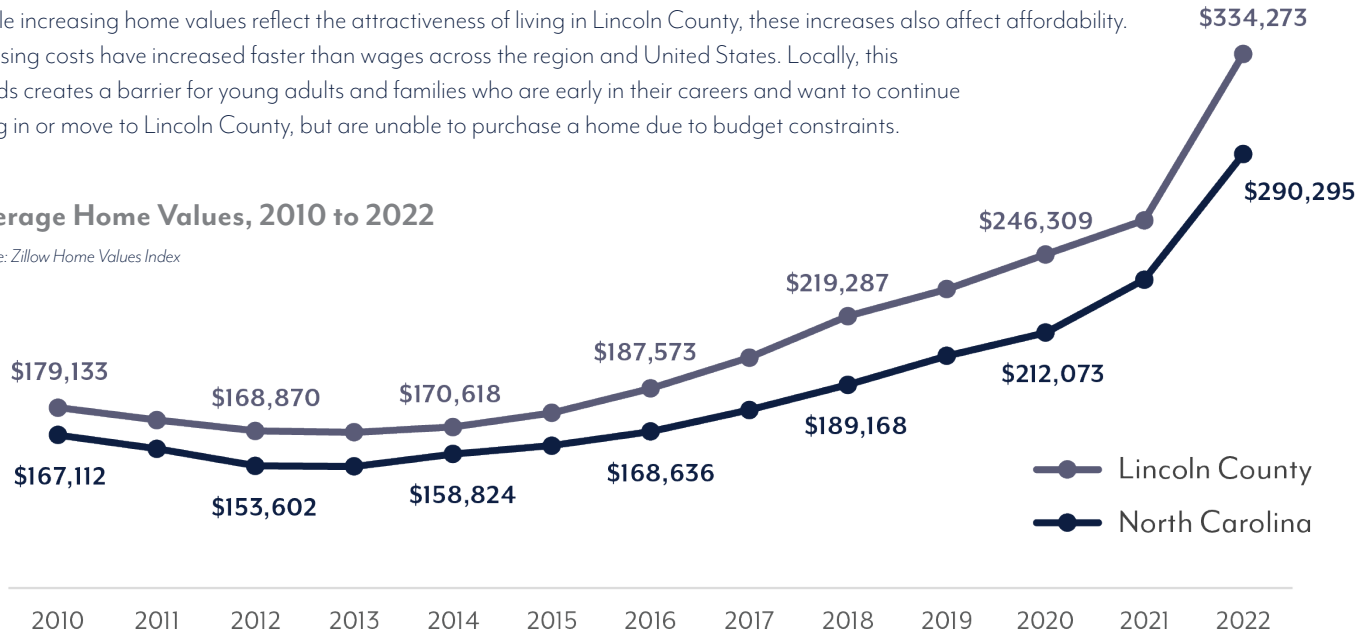 le increasing home values reflect the attractiveness of living in Lincoln County, these increases also affect affordability.
sing costs have increased faster than wages across the region and United States. Locally, this
ds creates a barrier for young adults and families who are early in their careers and want to continue
g in or move to Lincoln County, but are unable to purchase a home due to budget constraints.
erage Home Values, 2010 to 2022
e: Zillow Home Values Index
$334,273
$290,295
$246,309
$219,287
$187,573
$179,133
$168,870
$170,618
$212,073
$189,168
$167,112
$153,602
$158,824
$168,636
Lincoln County
North Carolina
2010 2011 2012 2013 2014 2015 2016 2017 2018 2019 2020 2021 2022